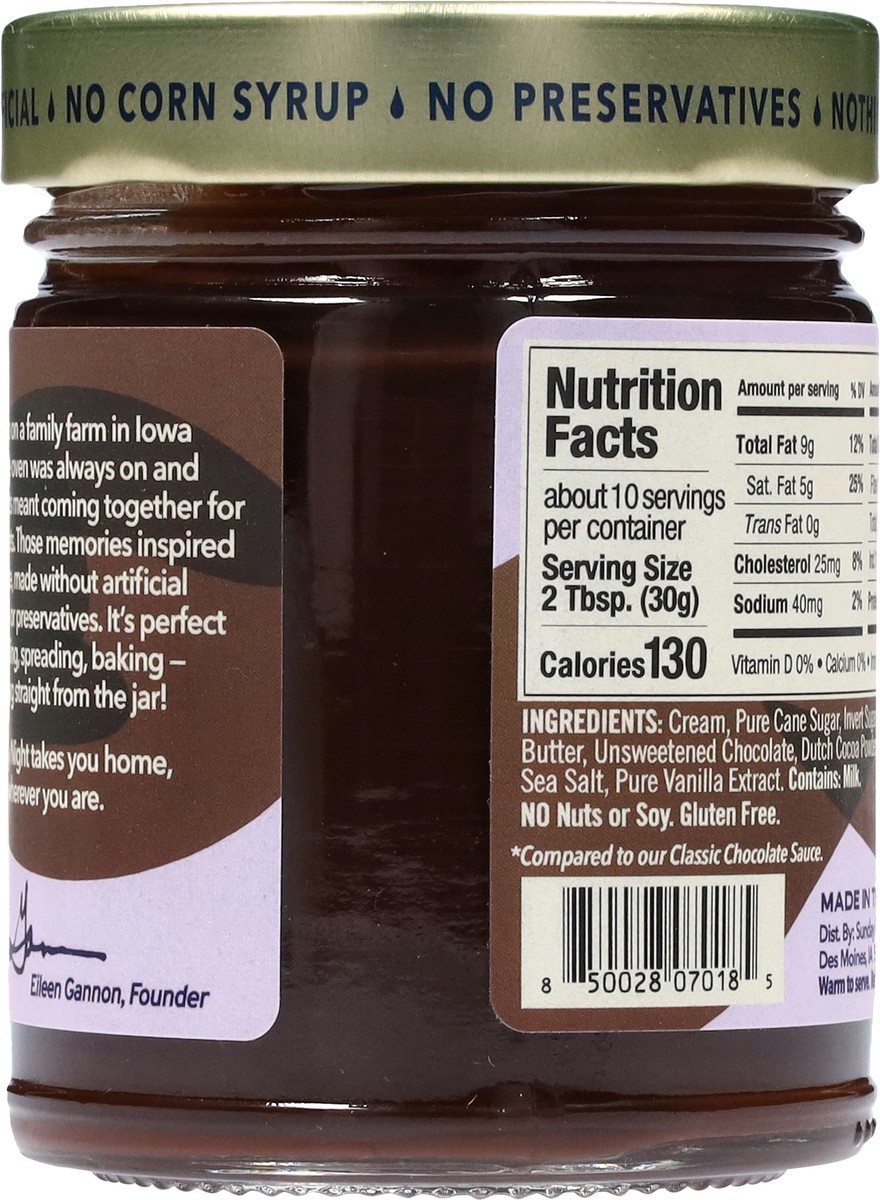 NO CORN SYRUP NO PRESERVATIVES
on a family farm in Iowa
oven was always on and
meant coming together for
Those memories inspired
made without artificial
preservatives. It's perfect
spreading, baking –
straight from the jar!
Night takes you home,
wherever you are.
Eileen Gannon, Founder
Nutrition
Facts
about 10 servings
per container
Serving Size
2 Tbsp. (30g)
Calories 130
Amount per serving % DV
Total Fat 9g 12%
Sat. Fat 5g 25%
Trans Fat 0g
Cholesterol 25mg 8%
Sodium 40mg 2%
Vitamin D 0% • Calcium 0% •
INGREDIENTS: Cream, Pure Cane Sugar, Invert
Butter, Unsweetened Chocolate, Dutch Cocoa
Sea Salt, Pure Vanilla Extract. Contains: Milk.
NO Nuts or Soy. Gluten Free.
*Compared to our Classic Chocolate Sauce.
8 50028 07018 5
MADE IN
Dist. By:
Des Moines, IA
Warm to serve.